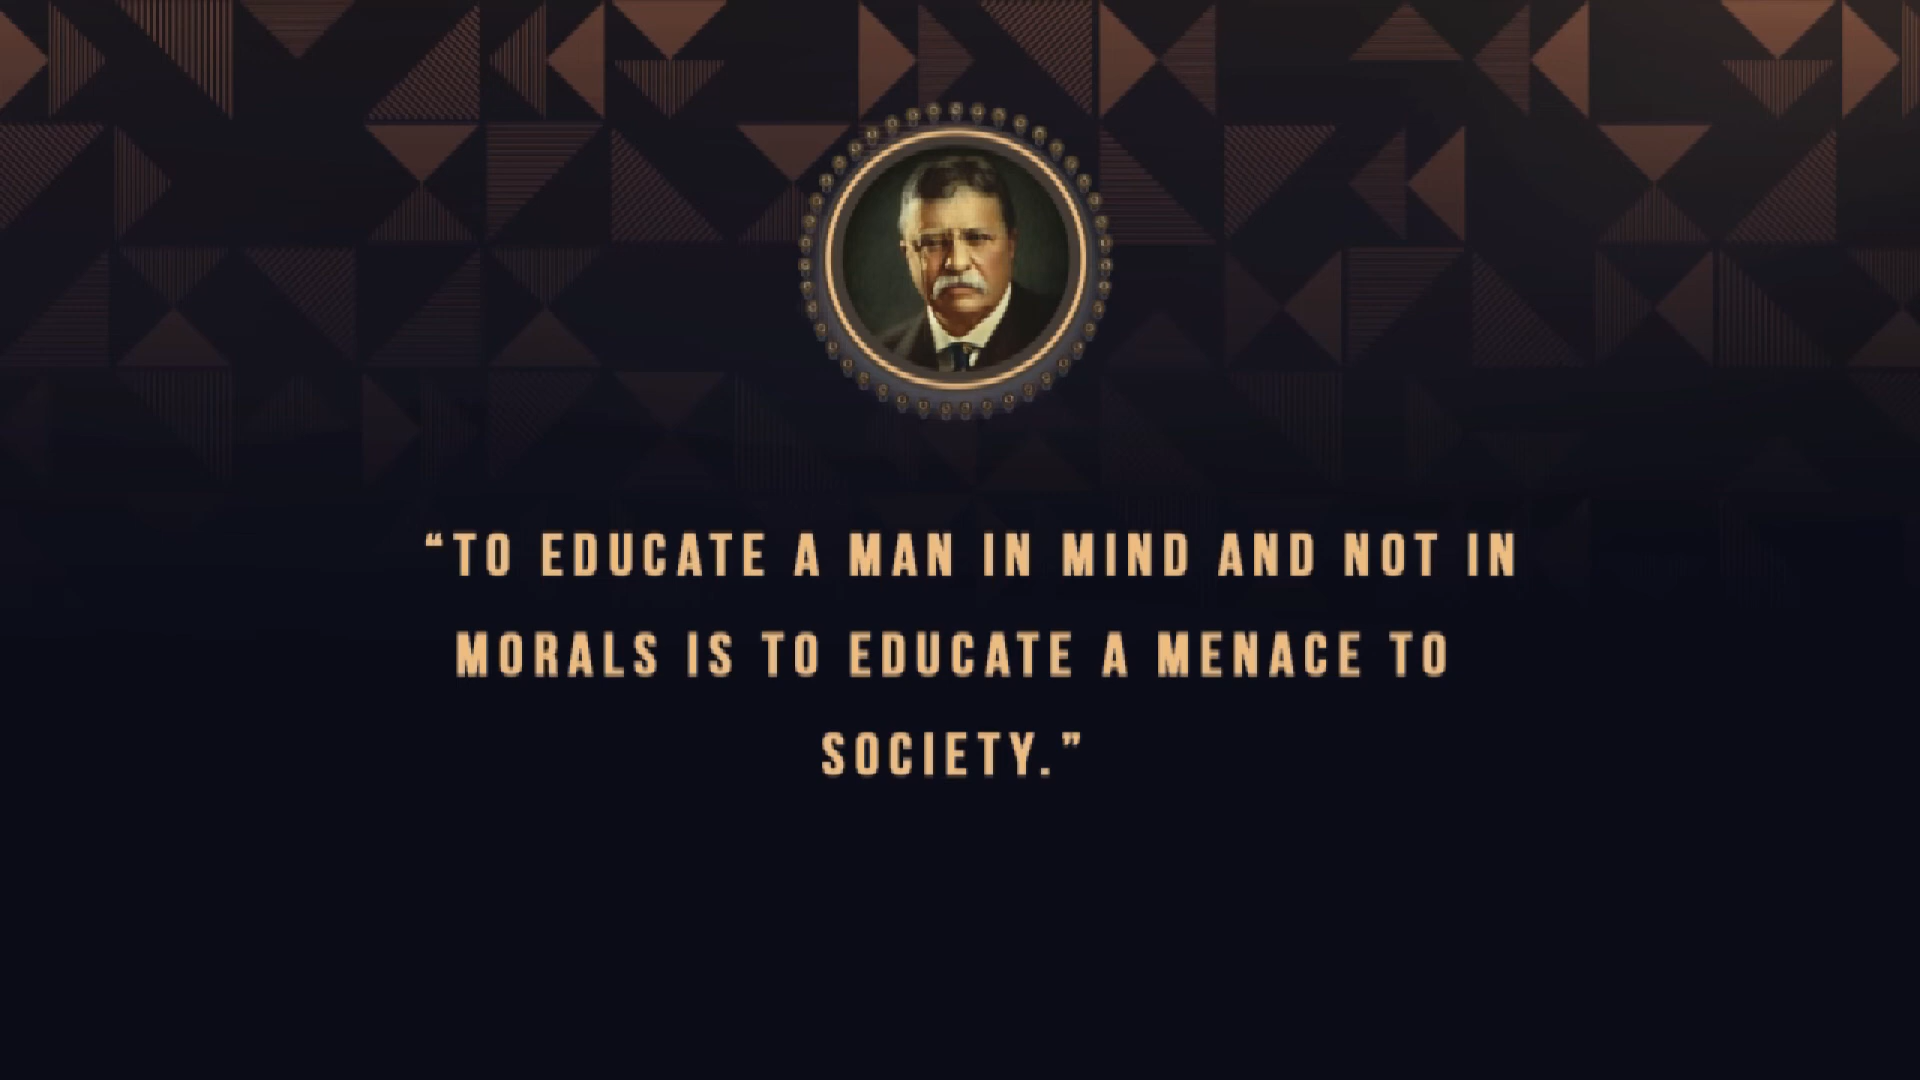 “TO EDUCATE A MAN IN MIND AND NOT IN
MORALS IS TO EDUCATE A MENACE TO
SOCIETY.”